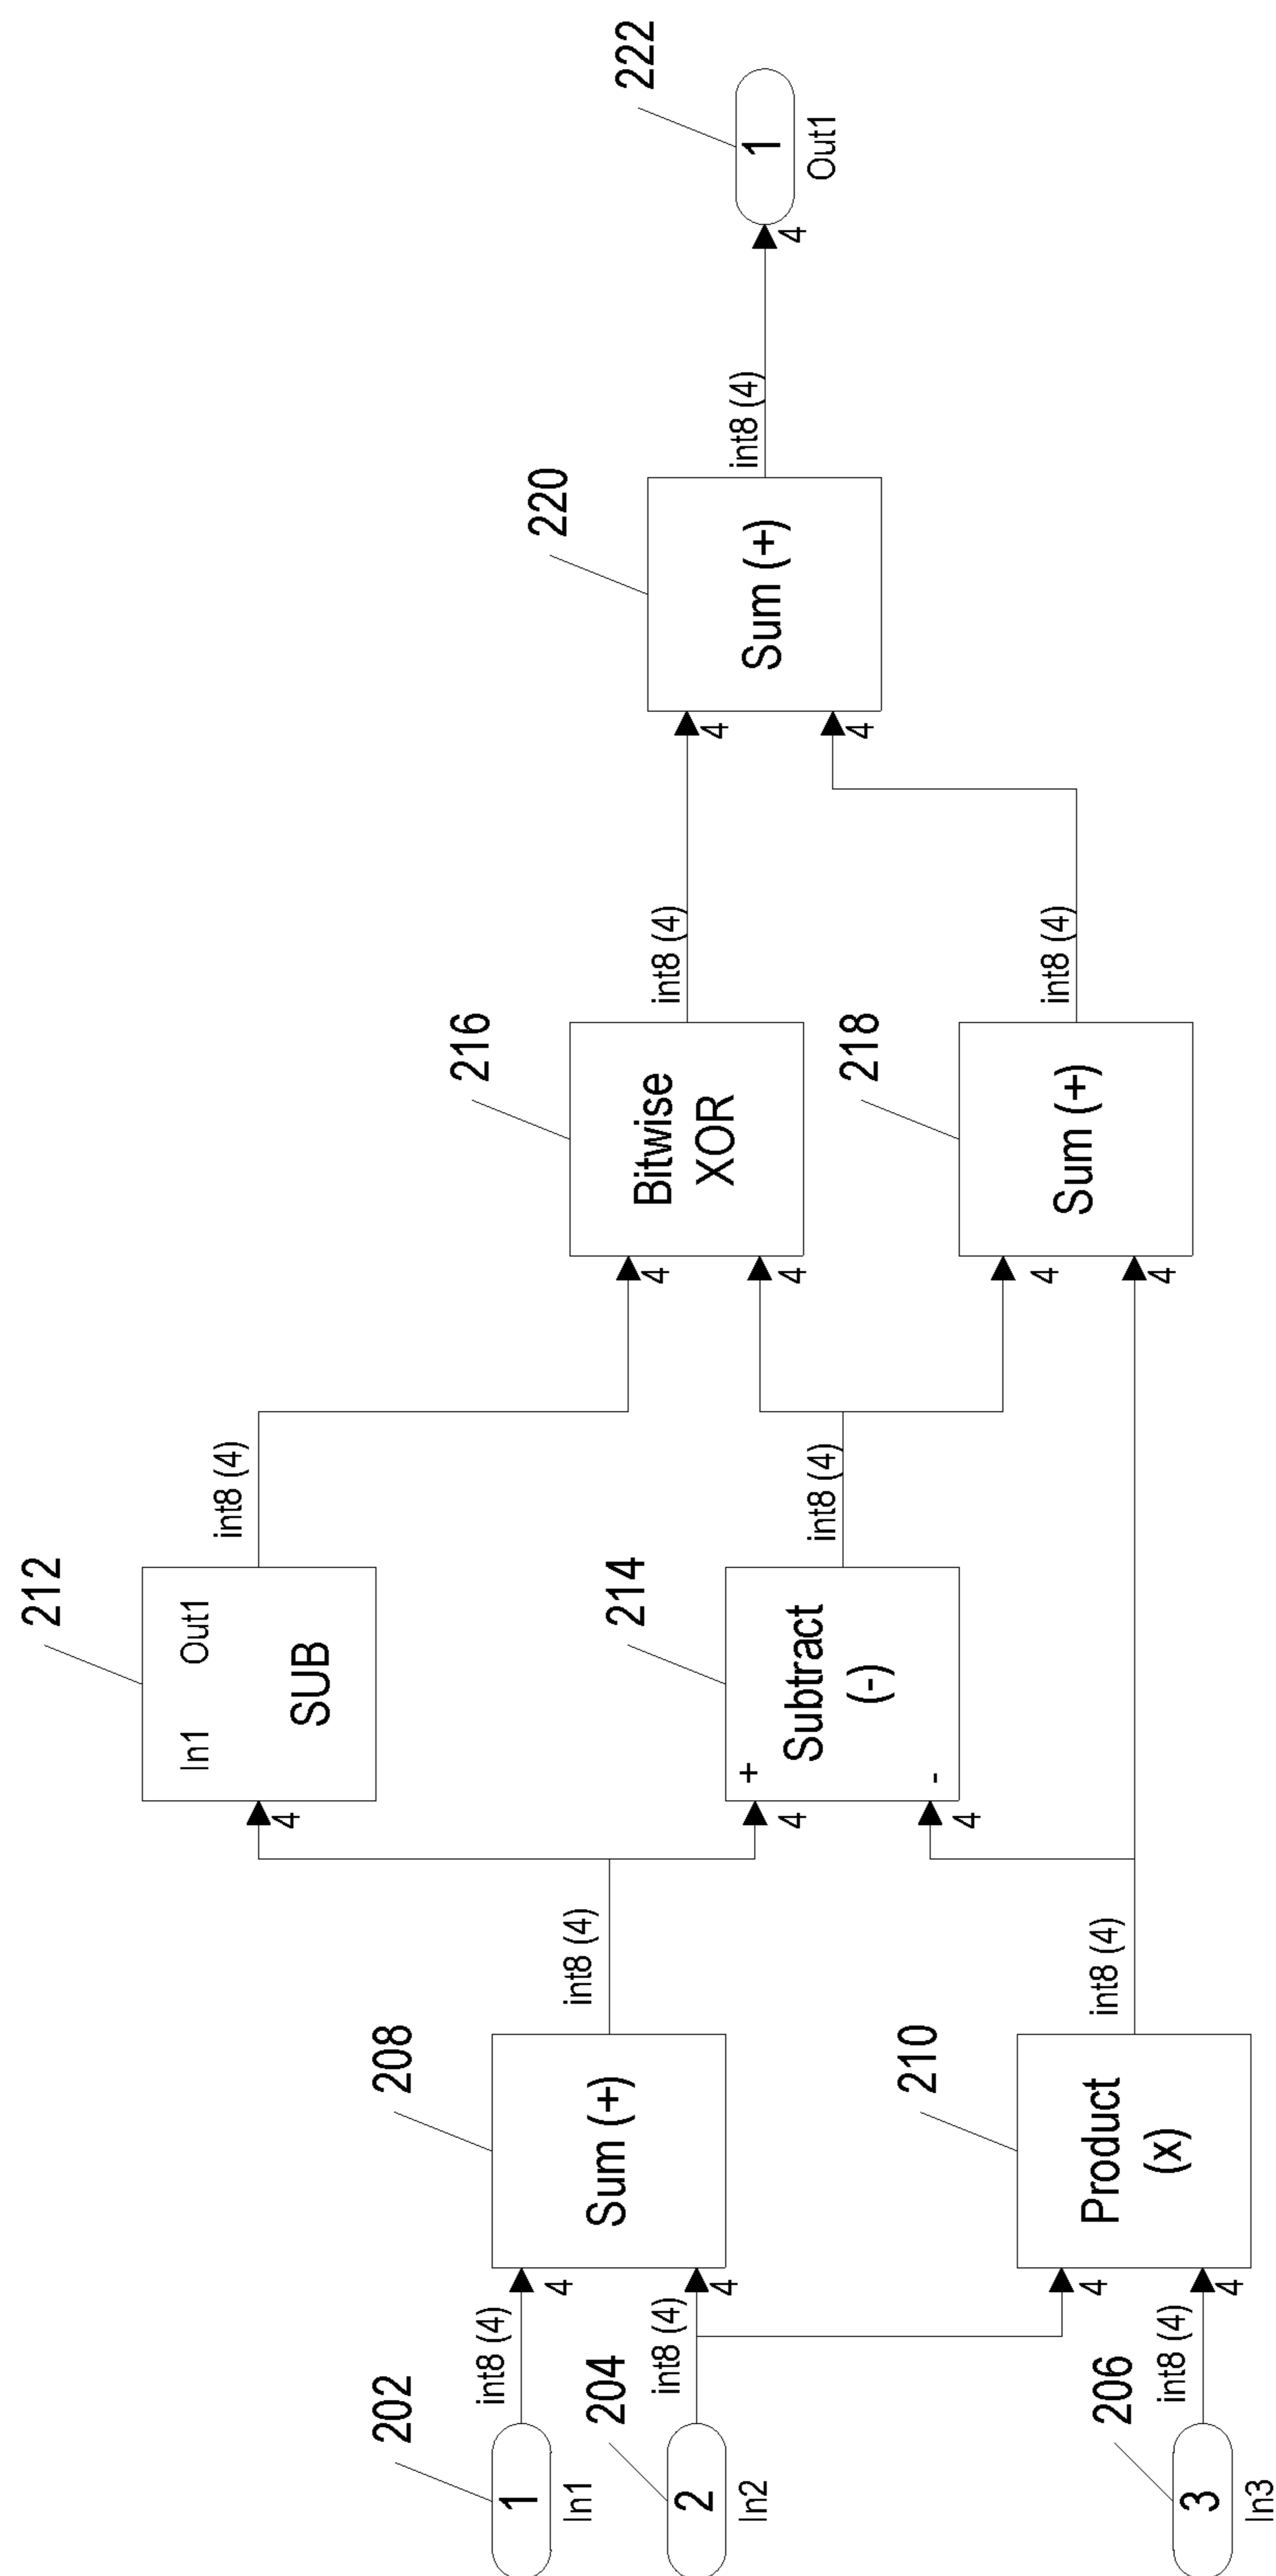 202
1
In1
int8 (4)
4
204
2
In2
int8 (4)
4
206
3
In3
int8 (4)
4
4
208
Sum (+)
int8 (4)
210
Product
(x)
int8 (4)
212
4
In1 Out1
SUB
int8 (4)
214
4
4
+
-
Subtract
(-)
int8 (4)
216
4
4
Bitwise
XOR
int8 (4)
218
4
4
Sum (+)
int8 (4)
220
4
4
Sum (+)
int8 (4)
222
4
1
Out1